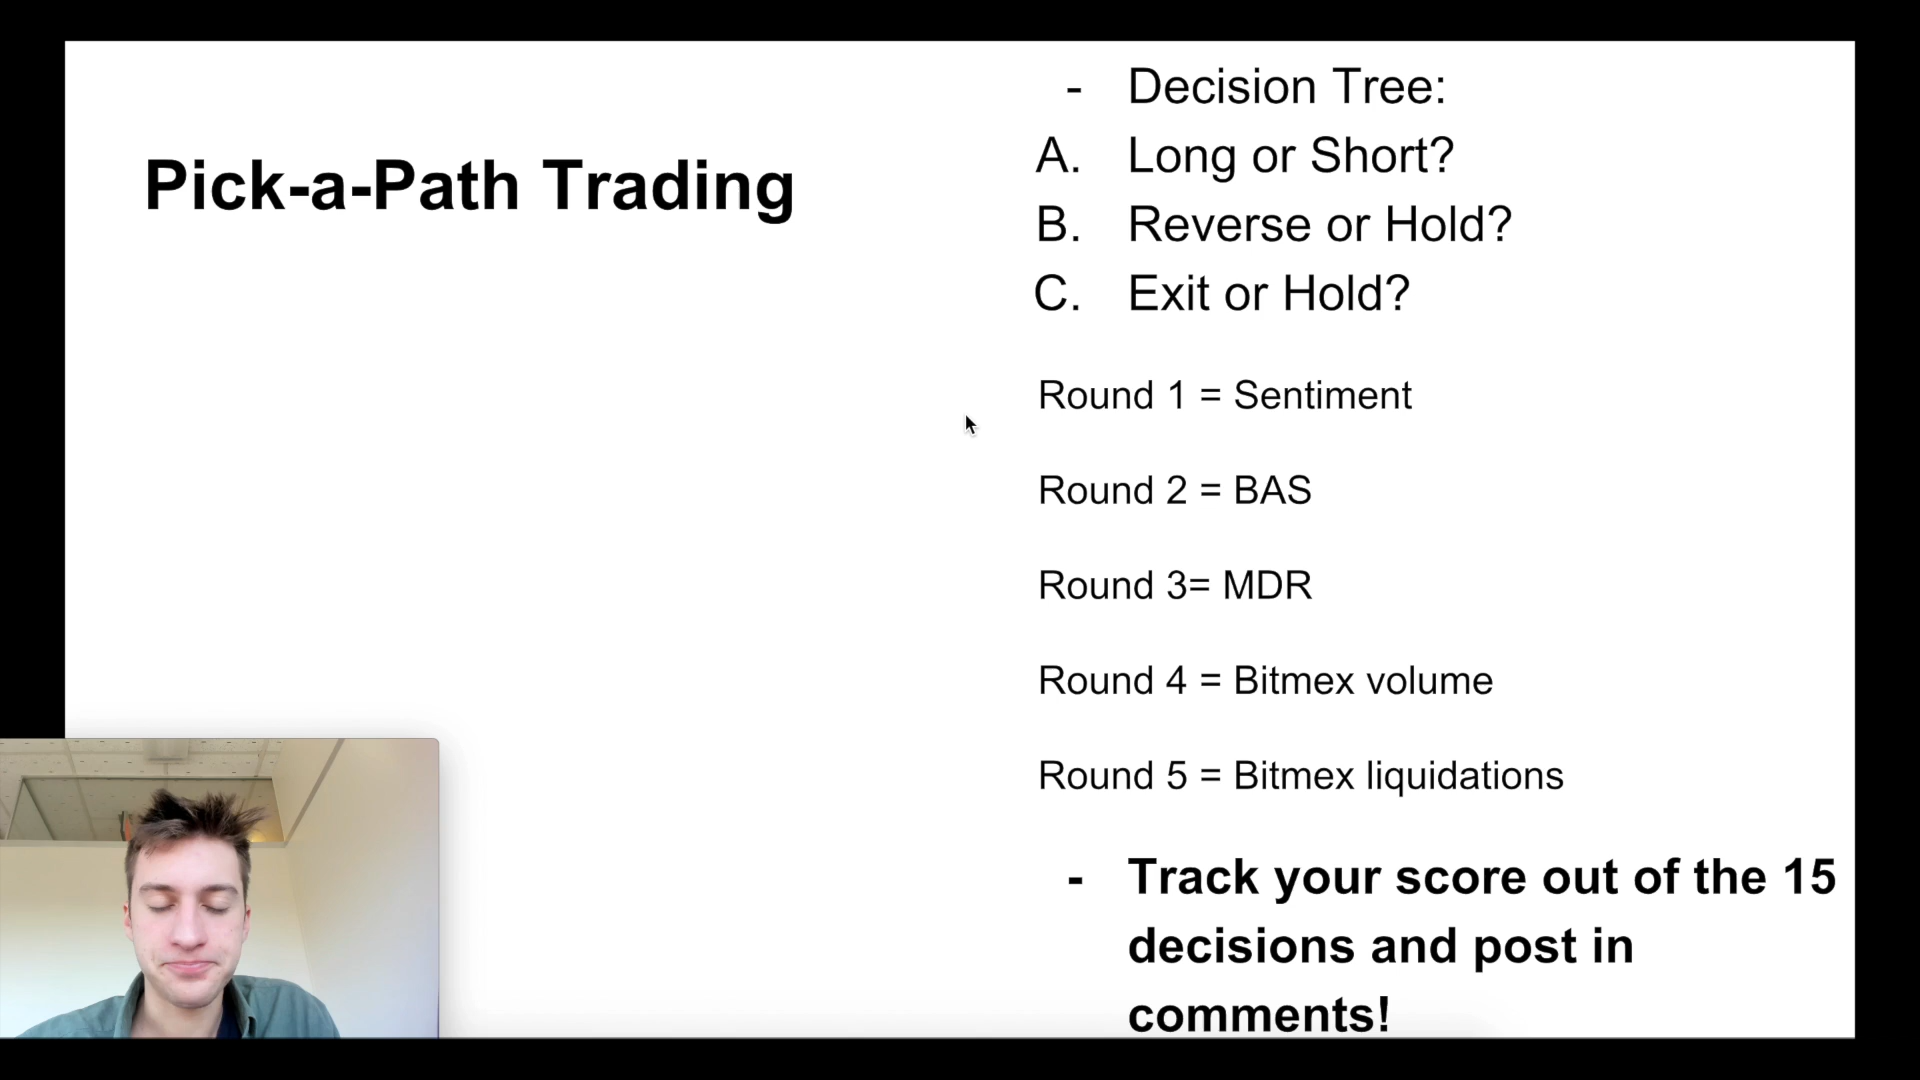 Pick-a-Path Trading
- Decision Tree:
A. Long or Short?
B. Reverse or Hold?
C. Exit or Hold?
Round 1 = Sentiment
Round 2 = BAS
Round 3= MDR
Round 4 = Bitmex volume
Round 5 = Bitmex liquidations
- Track your score out of the 15
decisions and post in
comments!